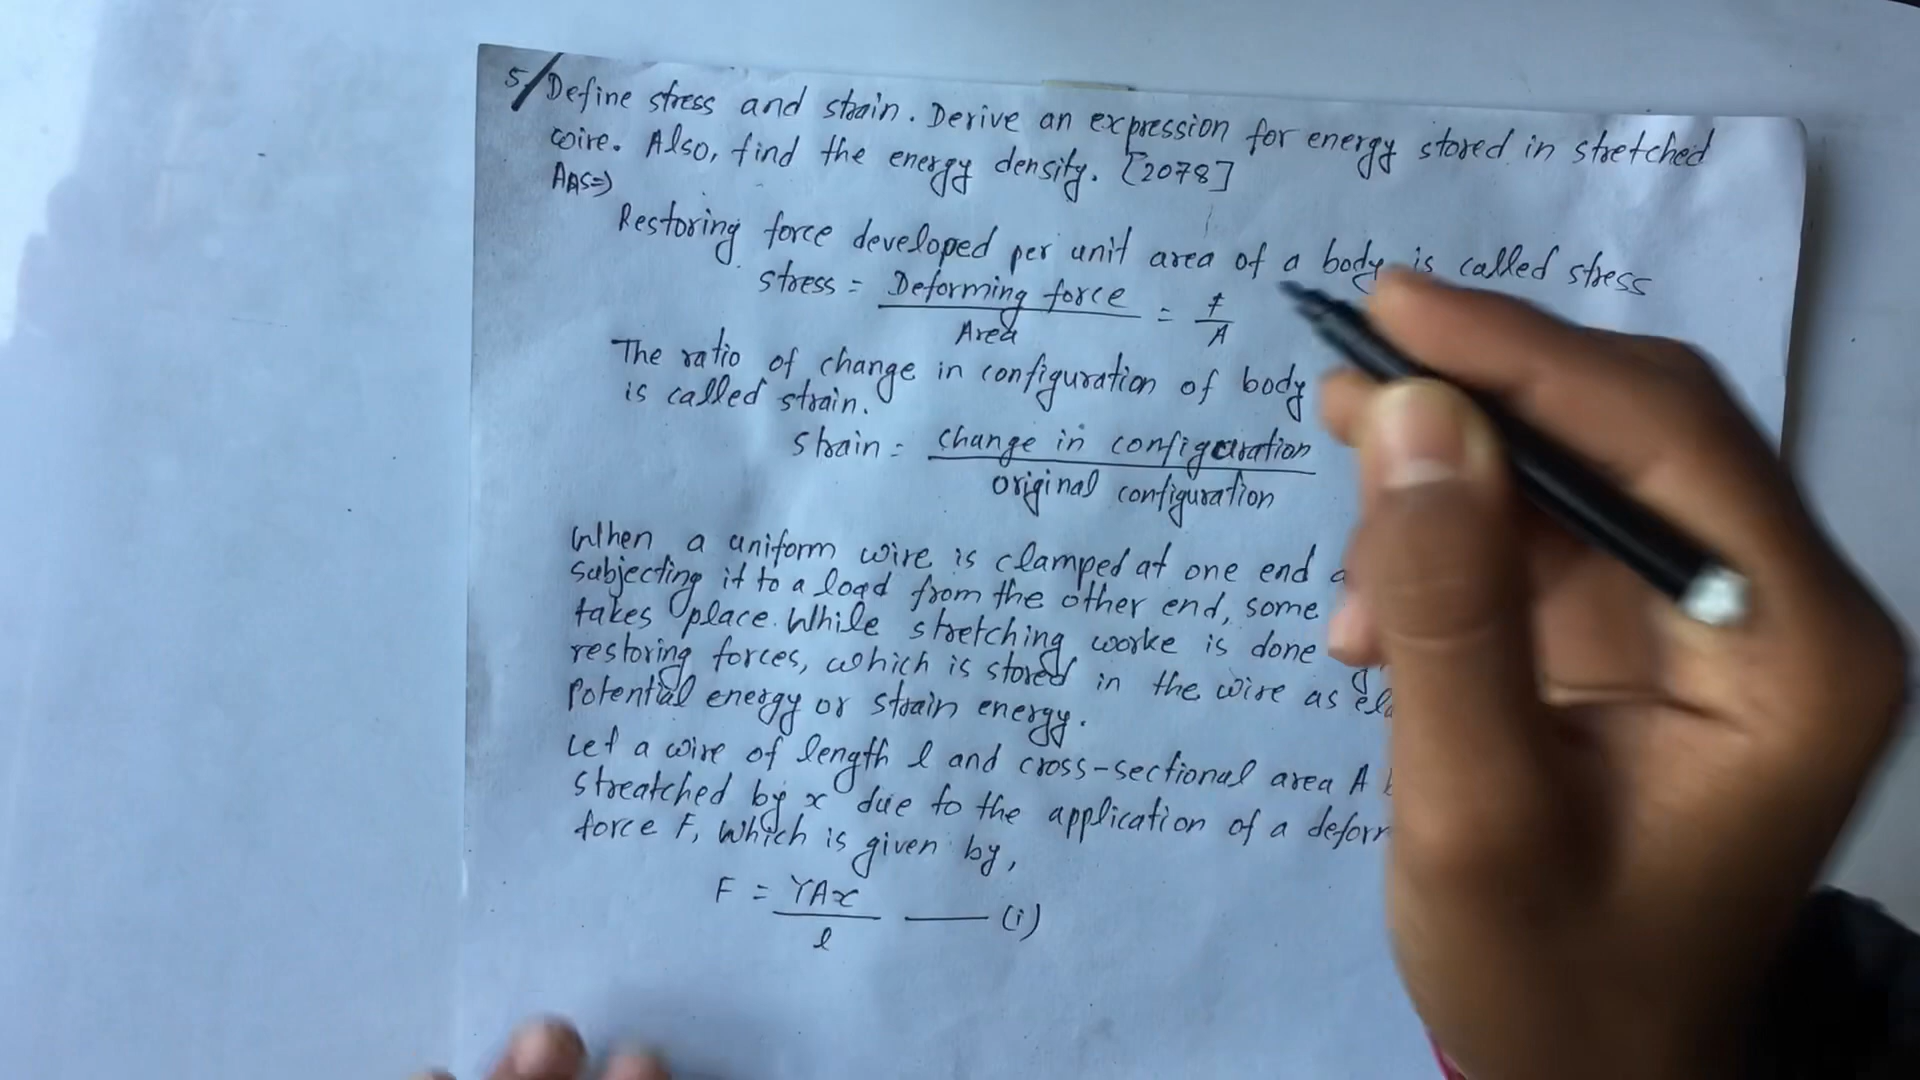 5/ Define stress and strain. Derive an expression for energy stored in stretched
wire. Also, find the energy density. [2078]
Ans⇒
Restoring force developed per unit area of a body is called stress
stress = Deforming force / Area = f / A
The ratio of change in configuration of body
is called strain.
strain = change in configuration / original configuration
When a uniform wire is clamped at one end
subjecting it to a load from the other end, some
takes place. While stretching worke is done
restoring forces, which is stored in the wire as
Potential energy or strain energy.
Let a wire of length l and cross-sectional area A
streatched by x due to the application of a
force F, which is given by,
F = YAx / l —— (i)